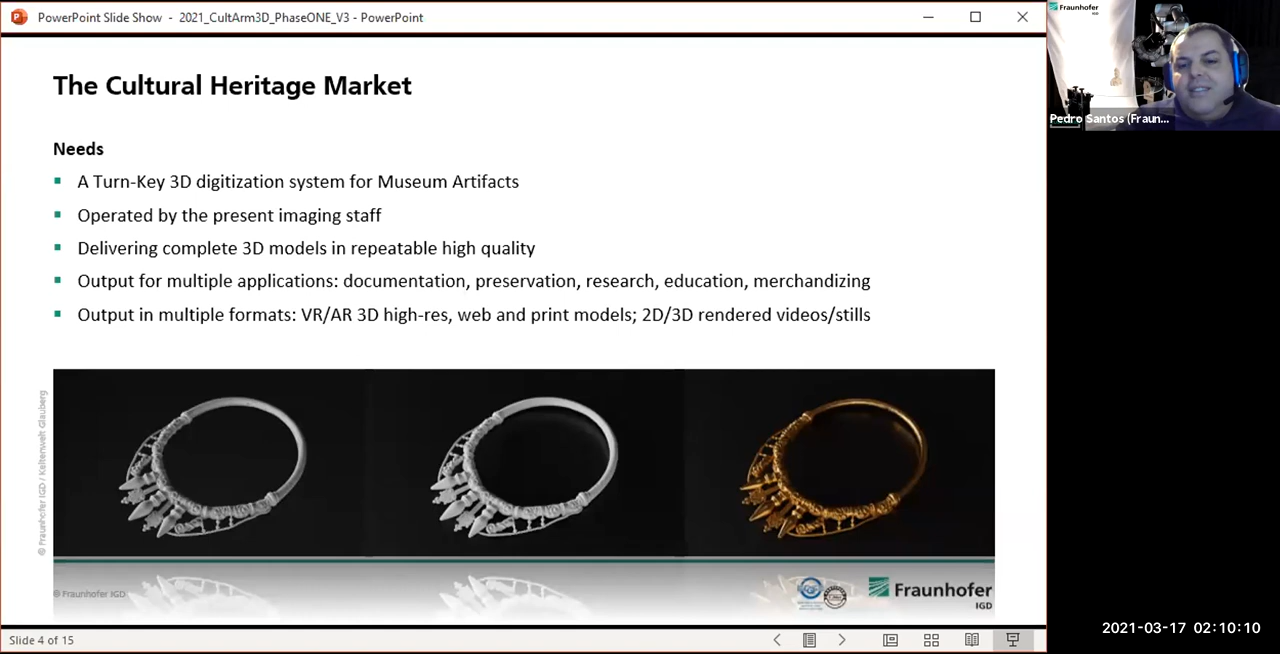 PowerPoint Slide Show - 2021_CultArm3D_PhaseONE_V3 - PowerPoint
Fraunhofer
IGD
Pedro Santos (Fraun...
The Cultural Heritage Market
Needs
A Turn-Key 3D digitization system for Museum Artifacts
Operated by the present imaging staff
Delivering complete 3D models in repeatable high quality
Output for multiple applications: documentation, preservation, research, education, merchandizing
Output in multiple formats: VR/AR 3D high-res, web and print models; 2D/3D rendered videos/stills
© Fraunhofer IGD / Keltenwelt Glauberg
© Fraunhofer IGD
Fraunhofer
IGD
2021-03-17 02:10:10
Slide 4 of 15